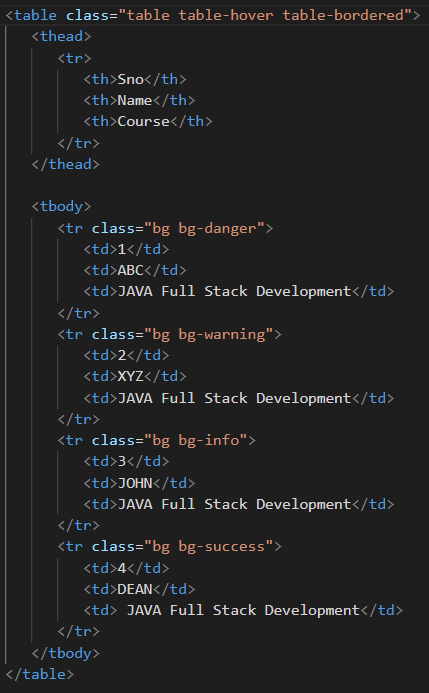 <table class="table table-hover table-bordered">
<thead>
<tr>
<th>Sno</th>
<th>Name</th>
<th>Course</th>
</tr>
</thead>
<tbody>
<tr class="bg bg-danger">
<td>1</td>
<td>ABC</td>
<td>JAVA Full Stack Development</td>
</tr>
<tr class="bg bg-warning">
<td>2</td>
<td>XYZ</td>
<td>JAVA Full Stack Development</td>
</tr>
<tr class="bg bg-info">
<td>3</td>
<td>JOHN</td>
<td>JAVA Full Stack Development</td>
</tr>
<tr class="bg bg-success">
<td>4</td>
<td>DEAN</td>
<td> JAVA Full Stack Development</td>
</tr>
</tbody>
</table>